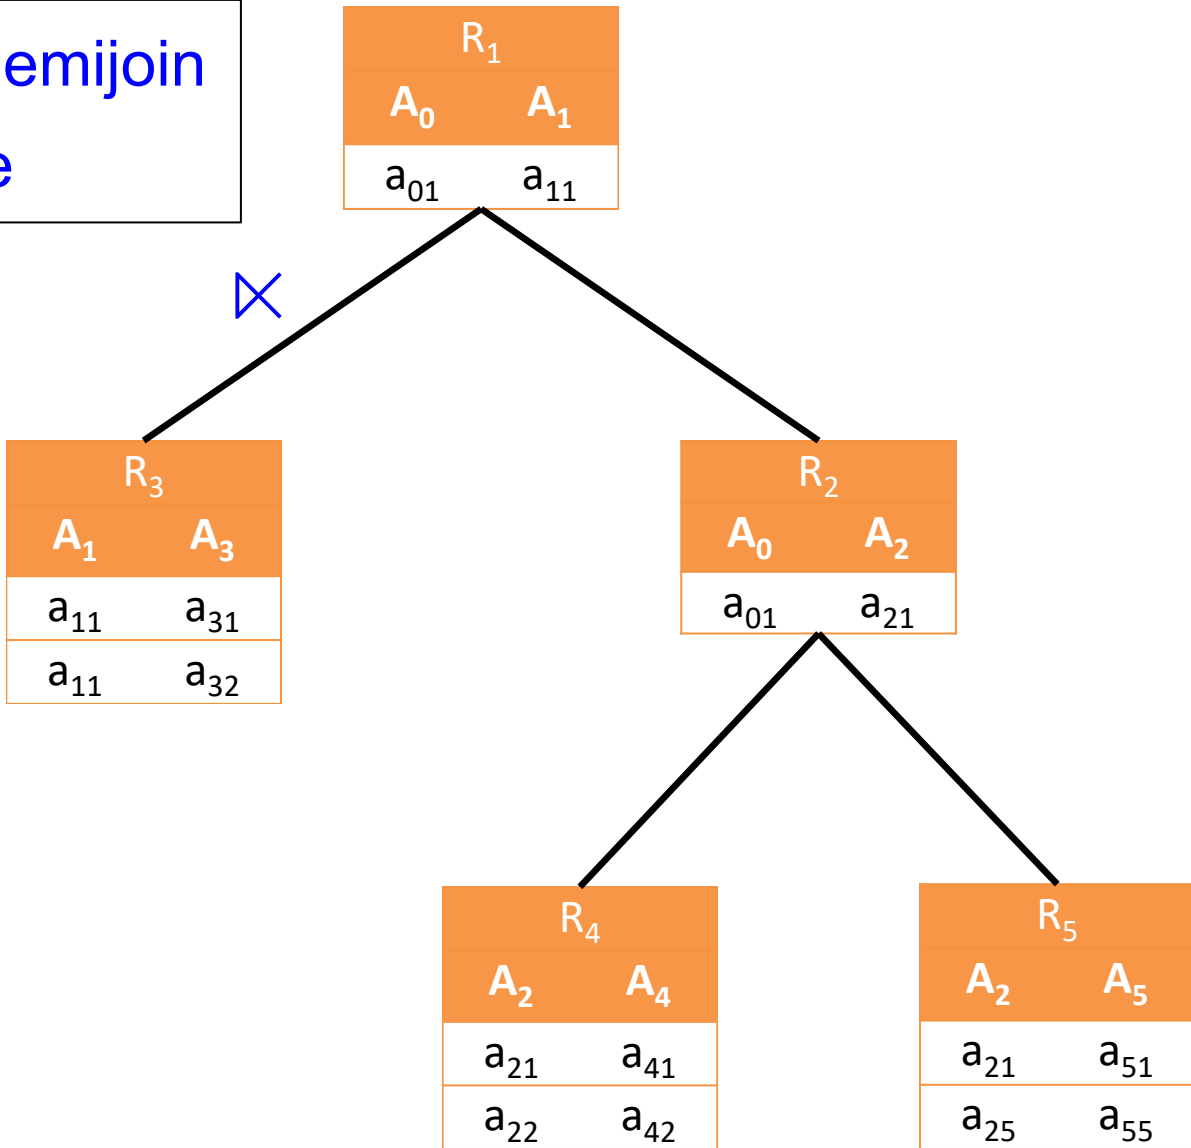 emijoin
e
R₁
A₀ A₁
a₀₁ a₁₁
⋉
R₃
A₁ A₃
a₁₁ a₃₁
a₁₁ a₃₂
R₂
A₀ A₂
a₀₁ a₂₁
R₄
A₂ A₄
a₂₁ a₄₁
a₂₂ a₄₂
R₅
A₂ A₅
a₂₁ a₅₁
a₂₅ a₅₅